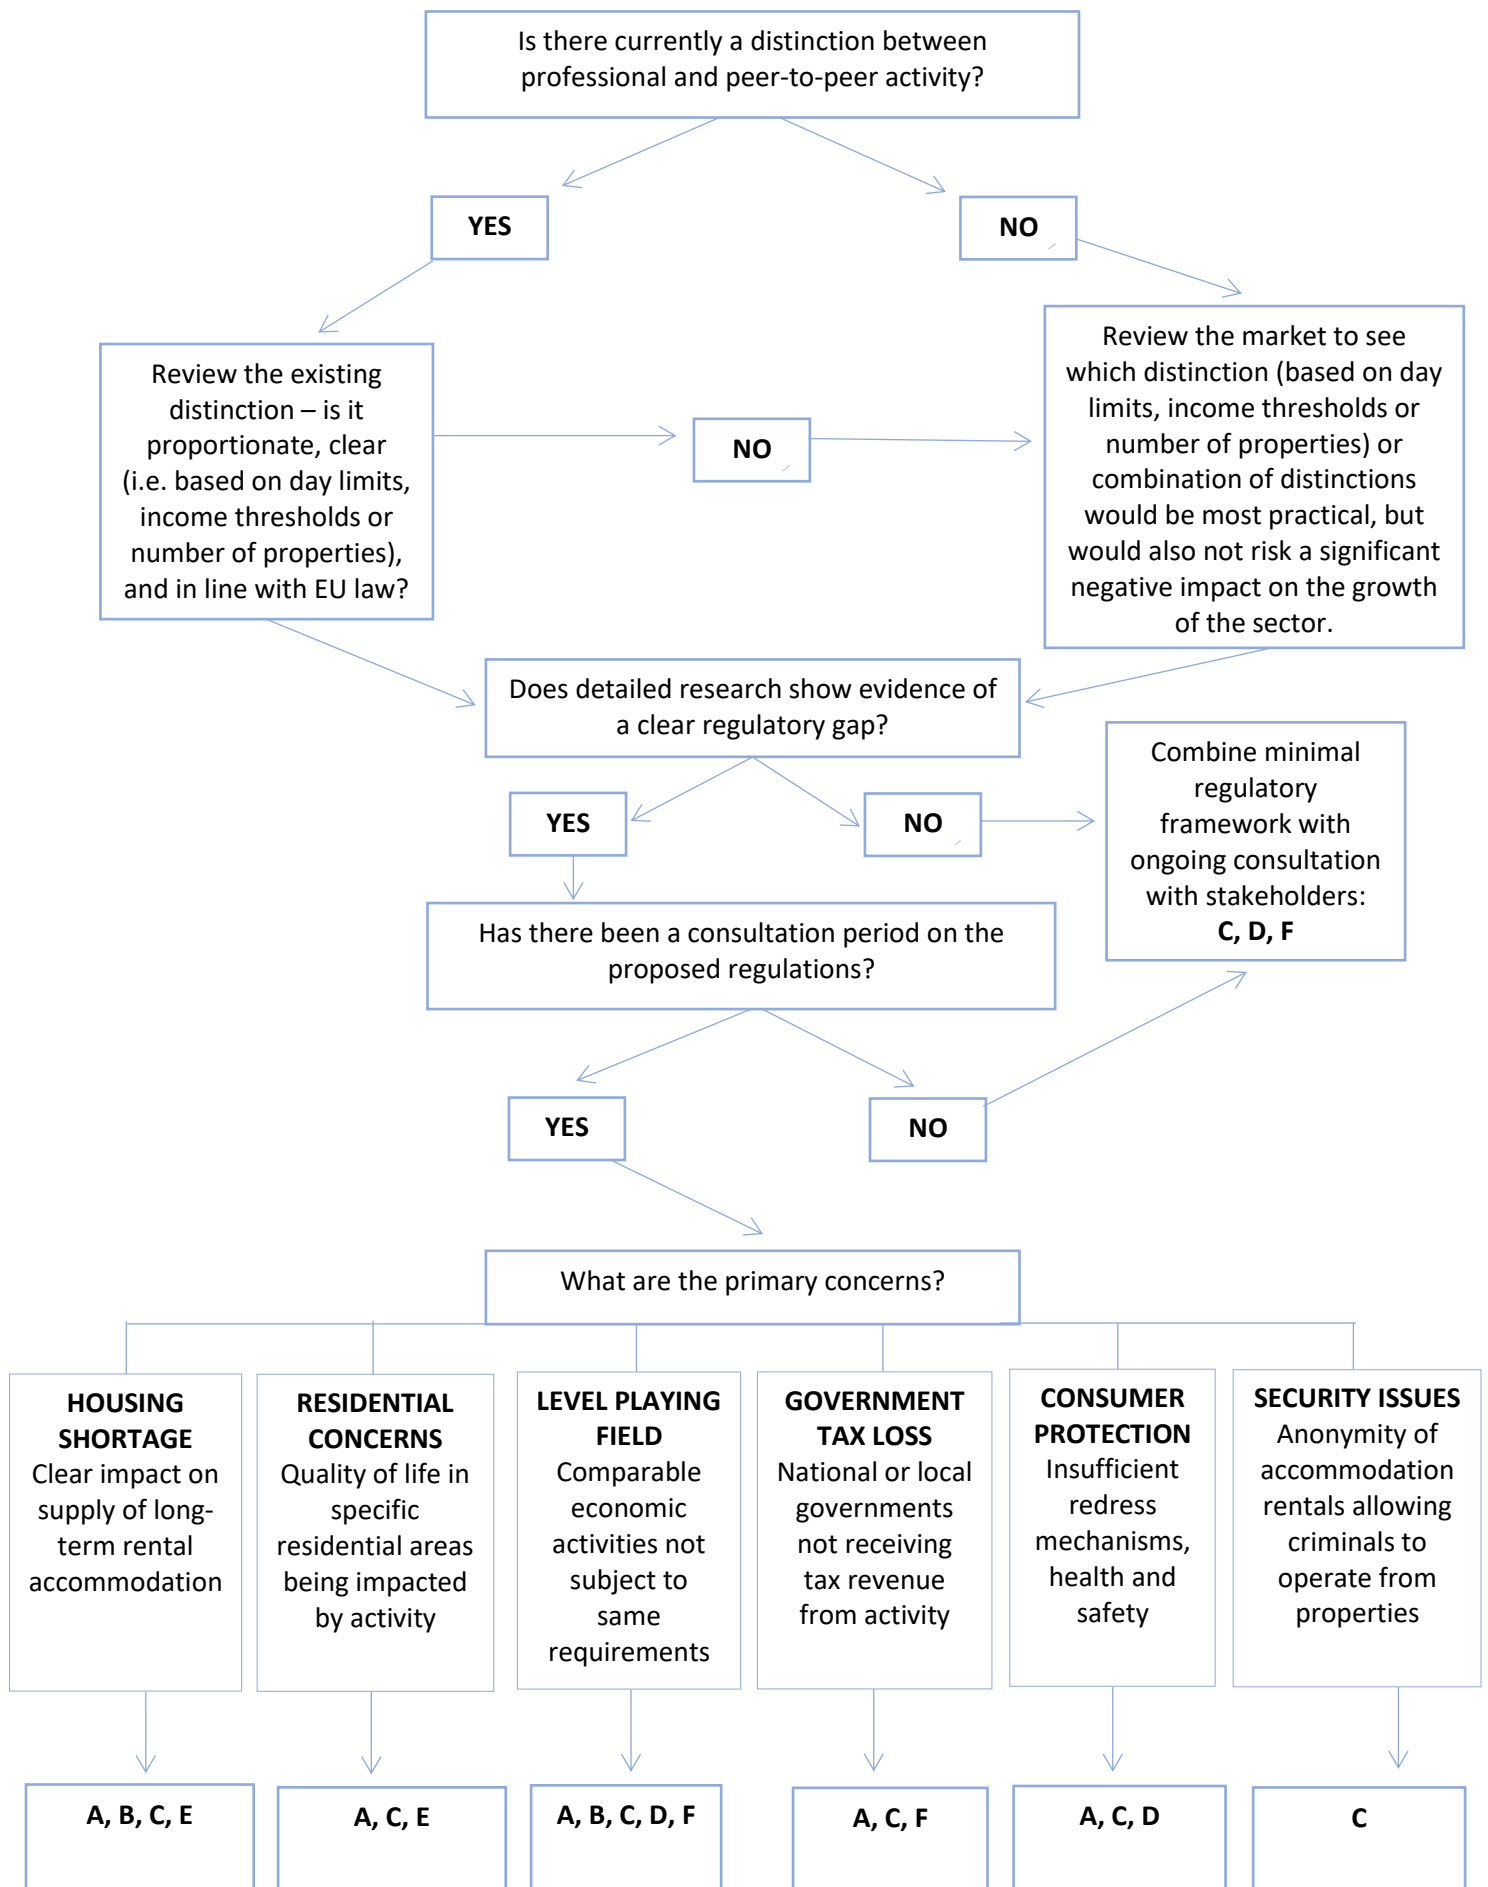 Is there currently a distinction between
professional and peer-to-peer activity?
YES
NO
Review the existing
distinction – is it
proportionate, clear
(i.e. based on day limits,
income thresholds or
number of properties),
and in line with EU law?
NO
Review the market to see
which distinction (based on day
limits, income thresholds or
number of properties) or
combination of distinctions
would be most practical, but
would also not risk a significant
negative impact on the growth
of the sector.
Does detailed research show evidence of
a clear regulatory gap?
YES
NO
Combine minimal
regulatory
framework with
ongoing consultation
with stakeholders:
C, D, F
Has there been a consultation period on the
proposed regulations?
YES
NO
What are the primary concerns?
HOUSING
SHORTAGE
Clear impact on
supply of long-
term rental
accommodation
RESIDENTIAL
CONCERNS
Quality of life in
specific
residential areas
being impacted
by activity
LEVEL PLAYING
FIELD
Comparable
economic
activities not
subject to
same
requirements
GOVERNMENT
TAX LOSS
National or local
governments
not receiving
tax revenue
from activity
CONSUMER
PROTECTION
Insufficient
redress
mechanisms,
health and
safety
SECURITY ISSUES
Anonymity of
accommodation
rentals allowing
criminals to
operate from
properties
A, B, C, E
A, C, E
A, B, C, D, F
A, C, F
A, C, D
C